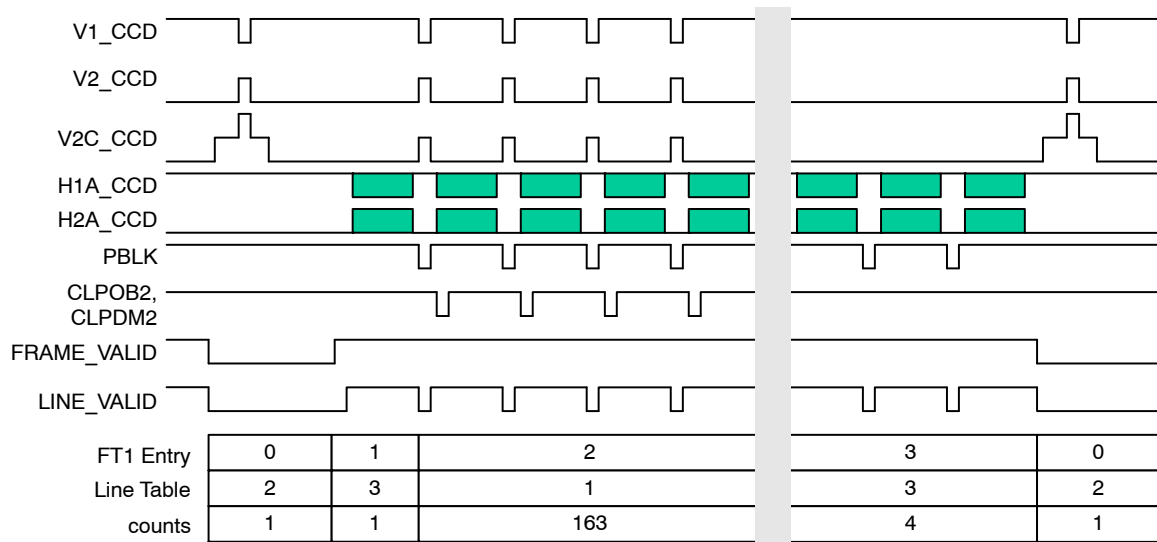 V1_CCD
V2_CCD
V2C_CCD
H1A_CCD
H2A_CCD
PBLK
CLPOB2,
CLPDM2
FRAME_VALID
LINE_VALID
FT1 Entry 0 1 2 3 0
Line Table 2 3 1 3 2
counts 1 1 163 4 1